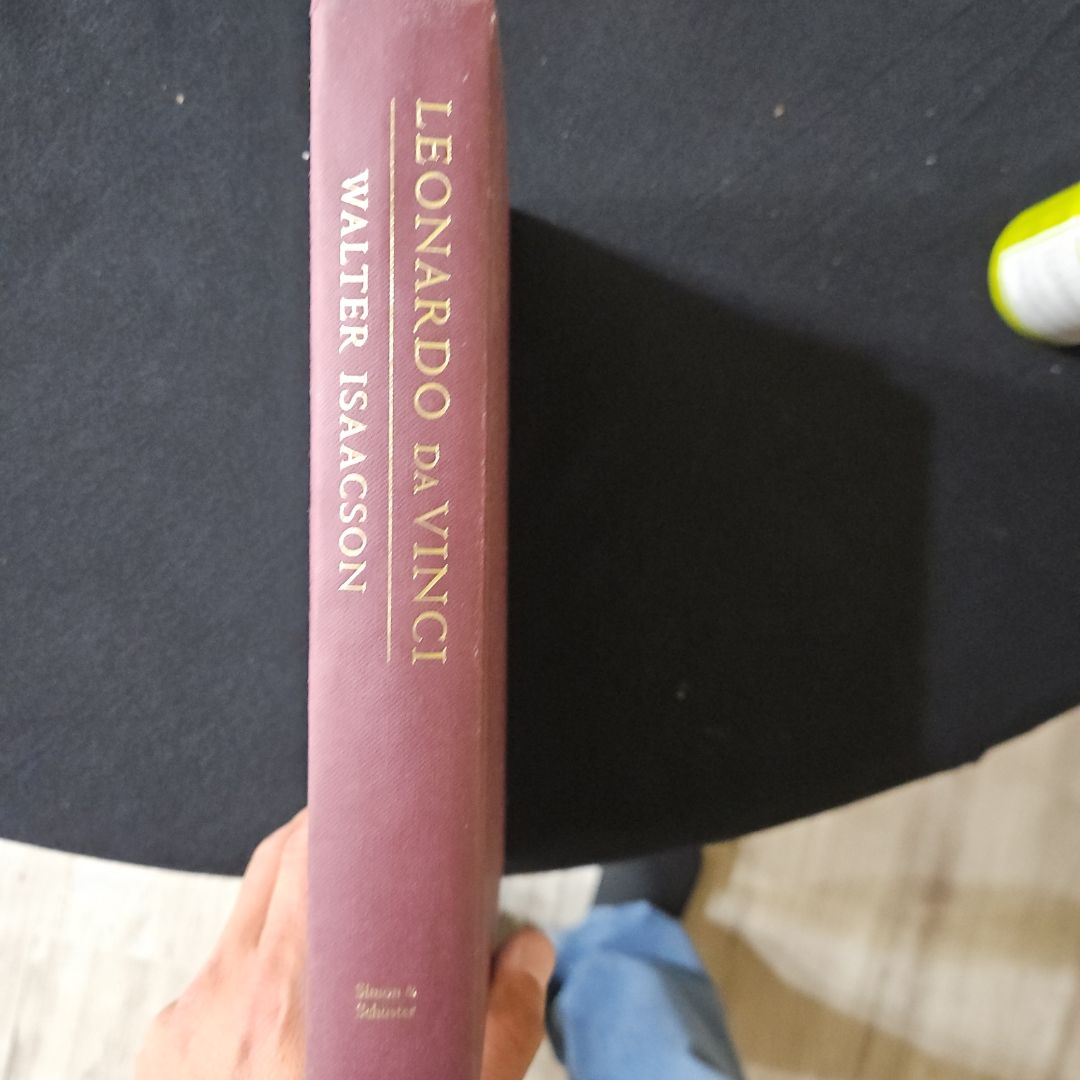 LEONARDO DA VINCI
WALTER ISAACSON
Simon &
Schuster